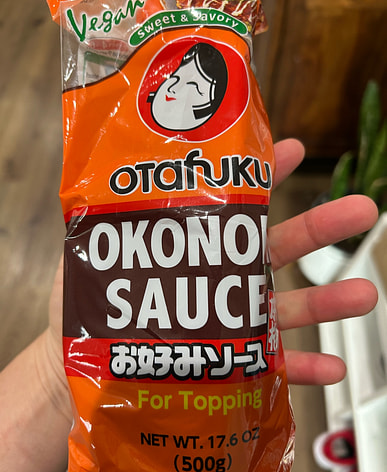 Vegan
sweet & savory
OTafuKu
OKONO
SAUCE
お好みソース
For Topping
NET WT. 17.6 OZ
(500g)